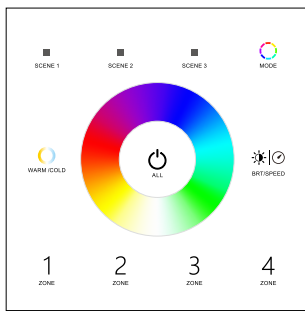 SCENE 1 SCENE 2 SCENE 3 MODE
ALL
WARM /COLD BRT/SPEED
1 2 3 4
ZONE ZONE ZONE ZONE